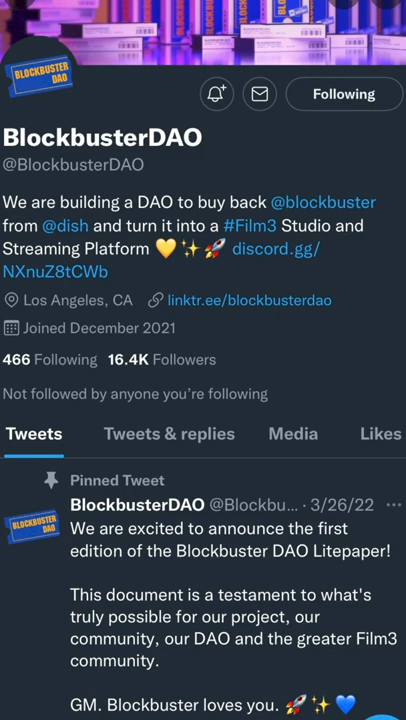 BLOCKBUSTER
DAO
Following
BlockbusterDAO
@BlockbusterDAO
We are building a DAO to buy back @blockbuster
from @dish and turn it into a #Film3 Studio and
Streaming Platform 💛✨🚀 discord.gg/
NXnuZ8tCWb
Los Angeles, CA linktr.ee/blockbusterdao
Joined December 2021
466 Following 16.4K Followers
Not followed by anyone you're following
Tweets Tweets & replies Media Likes
Pinned Tweet
BlockbusterDAO @Blockbu... · 3/26/22 ···
BLOCKBUSTER
DAO
We are excited to announce the first
edition of the Blockbuster DAO Litepaper!
This document is a testament to what's
truly possible for our project, our
community, our DAO and the greater Film3
community.
GM. Blockbuster loves you. 🚀✨💙